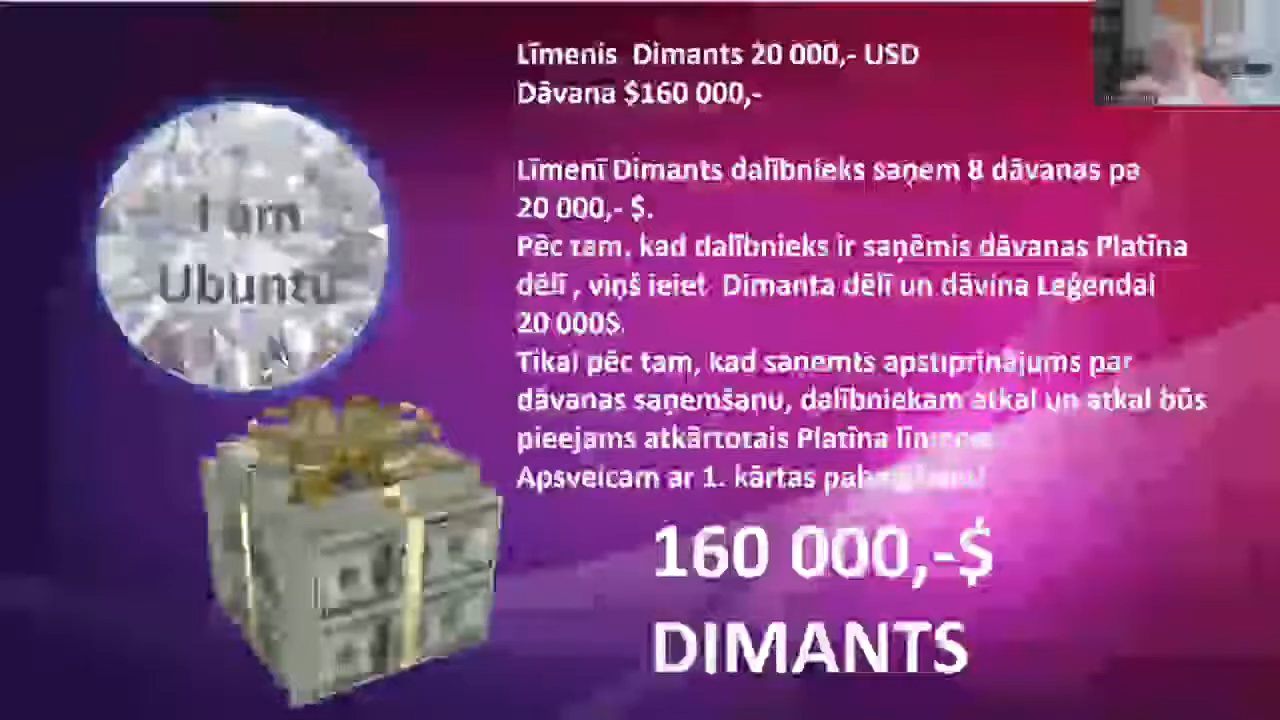 Līmenis Dimants 20 000,- USD
Dāvana $160 000,-
Līmenī Dimants dalībnieks saņem 8 dāvanas pa
20 000,- $.
Pēc tam, kad dalībnieks ir saņēmis dāvanas Platīna
dēlī , viņš ieiet Dimanta dēlī un dāvina Leģendai
20 000$.
Tikai pēc tam, kad saņemts apstiprinājums par
dāvanas saņemšanu, dalībniekam atkal un atkal būs
pieejams atkārtotais Platīna
Apsveicam ar 1. kārtas
I am
Ubuntu
160 000,-$
DIMANTS